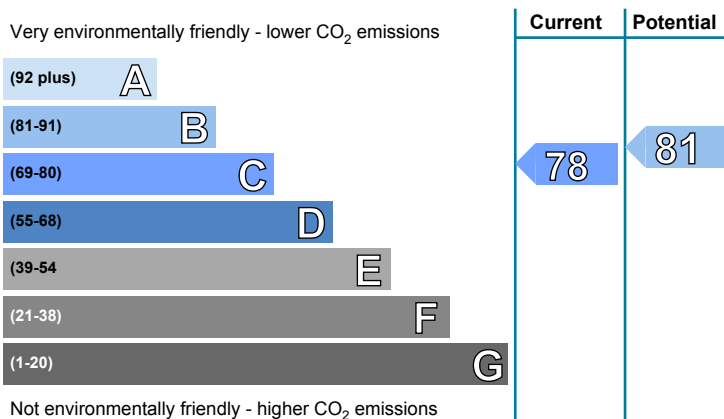 Very environmentally friendly - lower CO2 emissions
Current
Potential
(92 plus) A
(81-91) B
(69-80) C
(55-68) D
(39-54 E
(21-38) F
(1-20) G
78
81
Not environmentally friendly - higher CO2 emissions